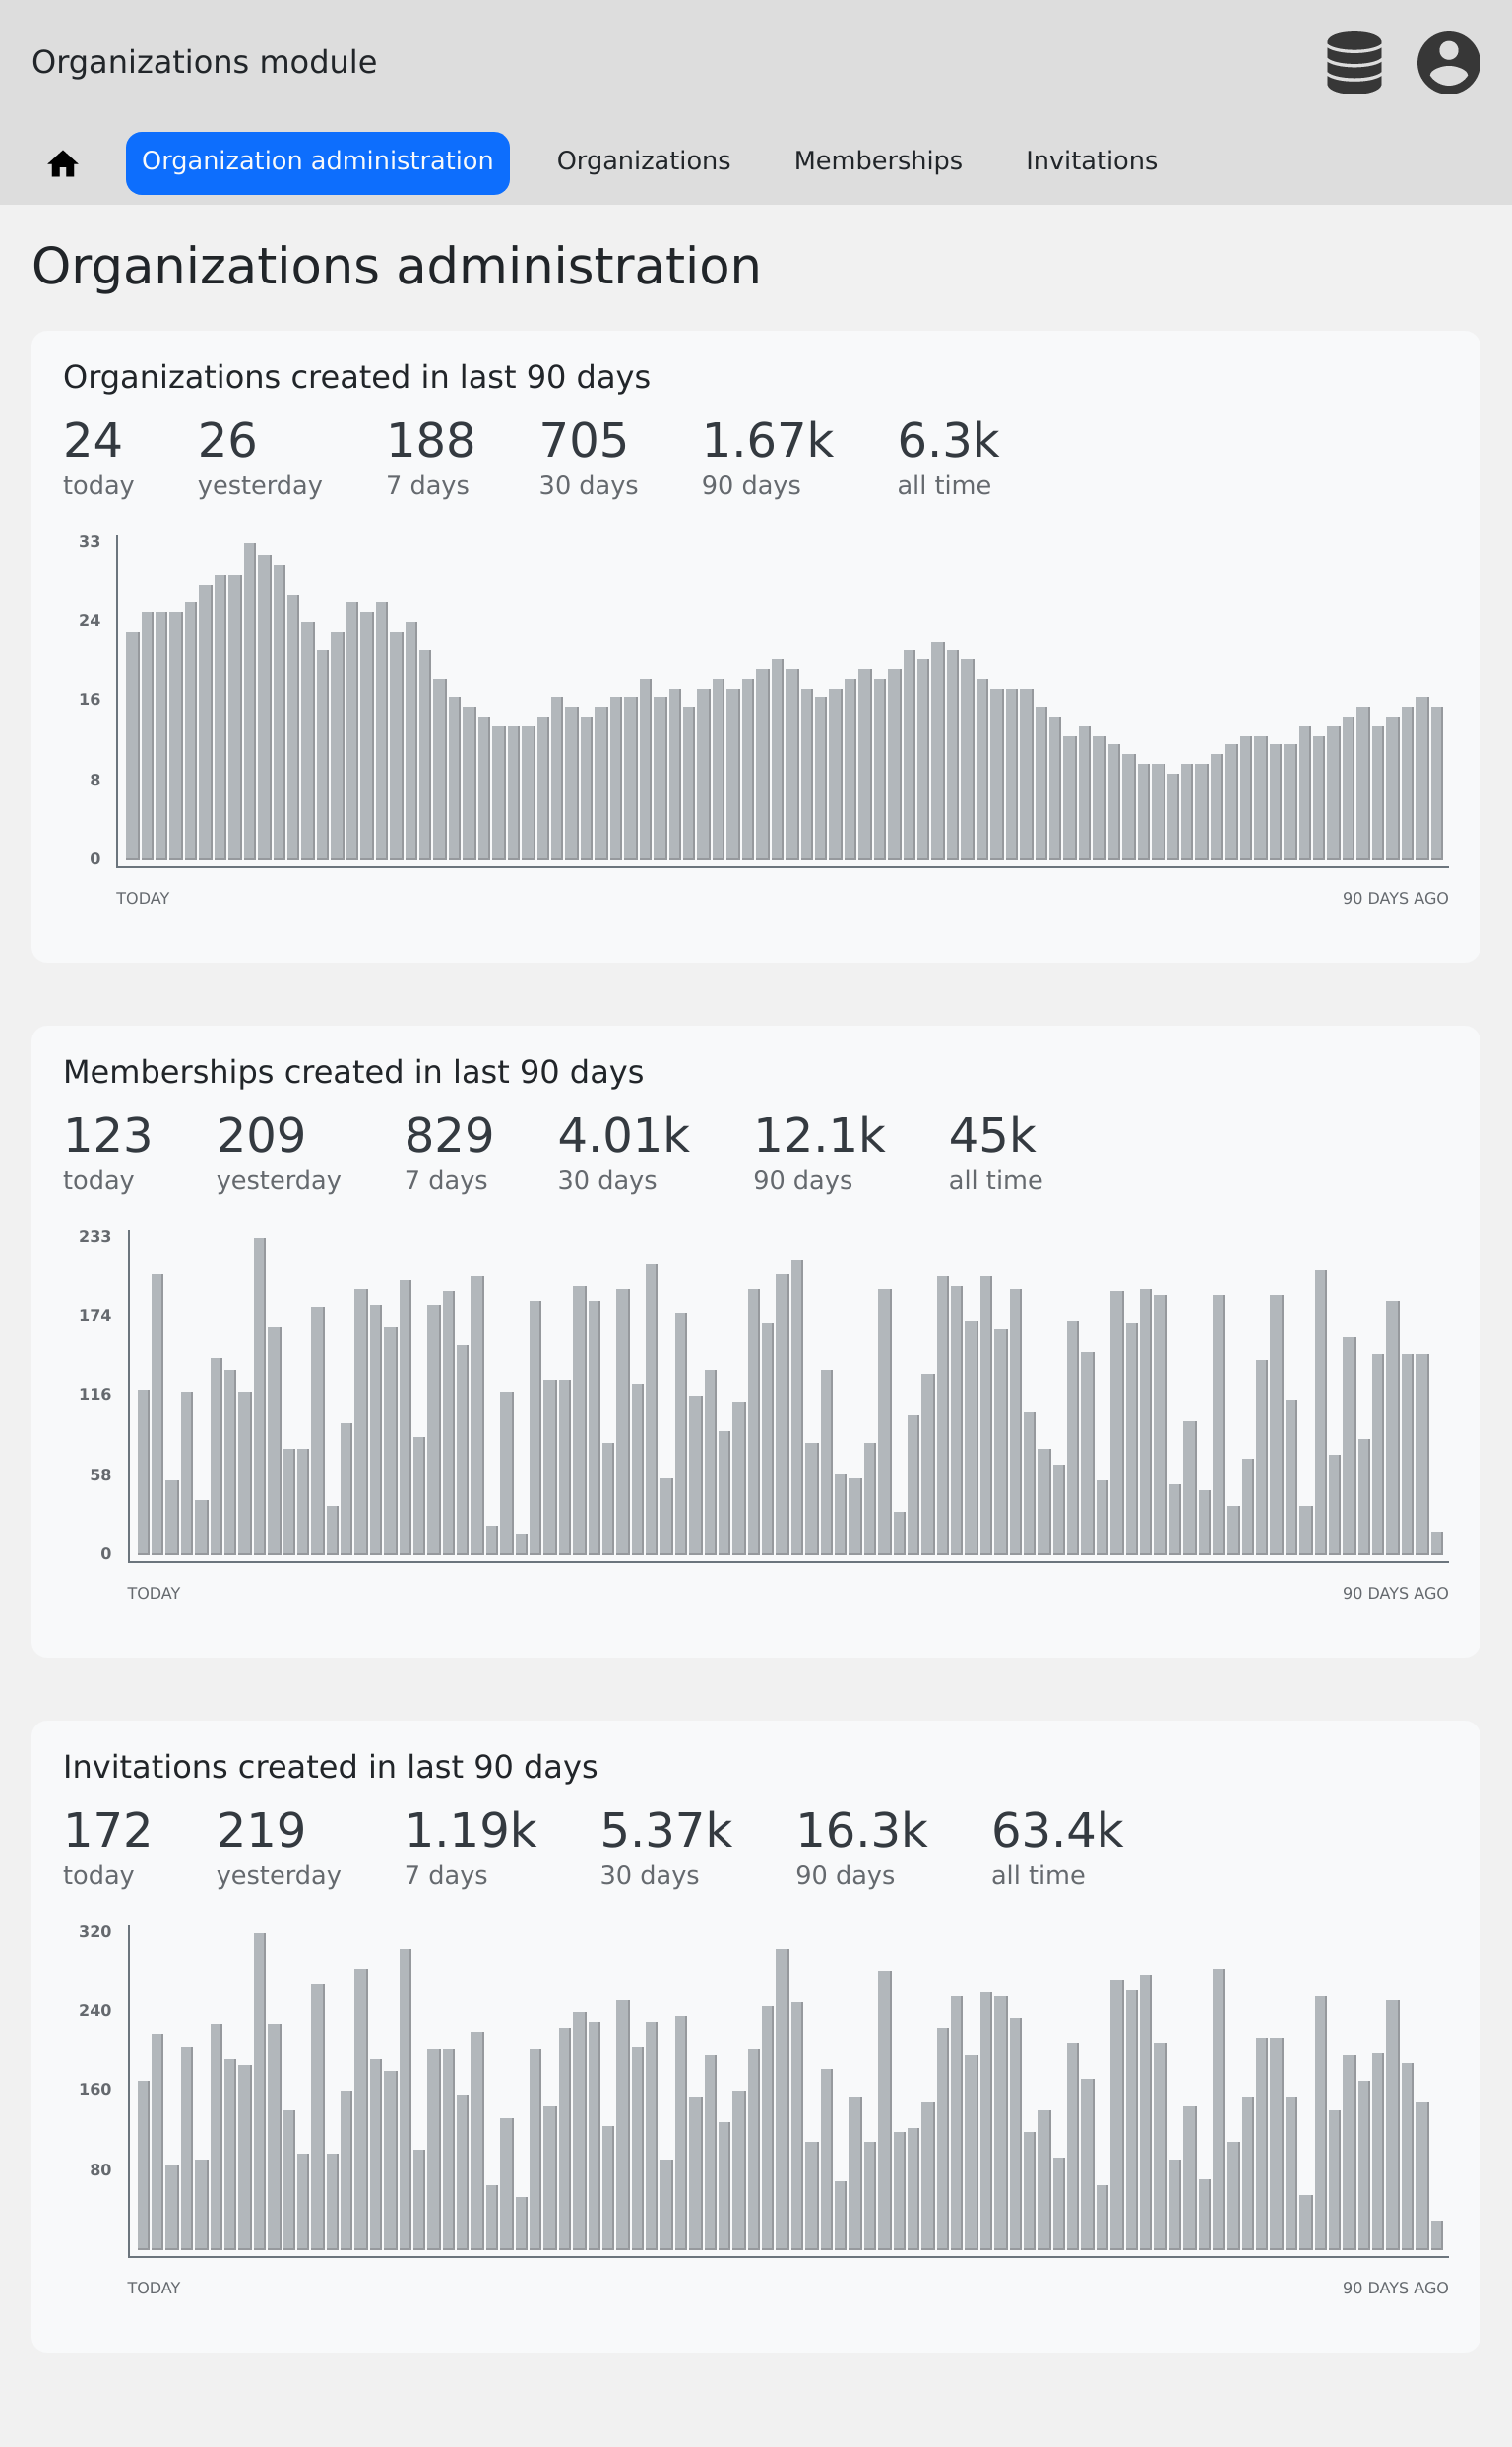 Organizations module
Organization administration Organizations Memberships Invitations
Organizations administration
Organizations created in last 90 days
24 26 188 705 1.67k 6.3k
today yesterday 7 days 30 days 90 days all time
33
24
16
8
0
TODAY 90 DAYS AGO
Memberships created in last 90 days
123 209 829 4.01k 12.1k 45k
today yesterday 7 days 30 days 90 days all time
233
174
116
58
0
TODAY 90 DAYS AGO
Invitations created in last 90 days
172 219 1.19k 5.37k 16.3k 63.4k
today yesterday 7 days 30 days 90 days all time
320
240
160
80
TODAY 90 DAYS AGO